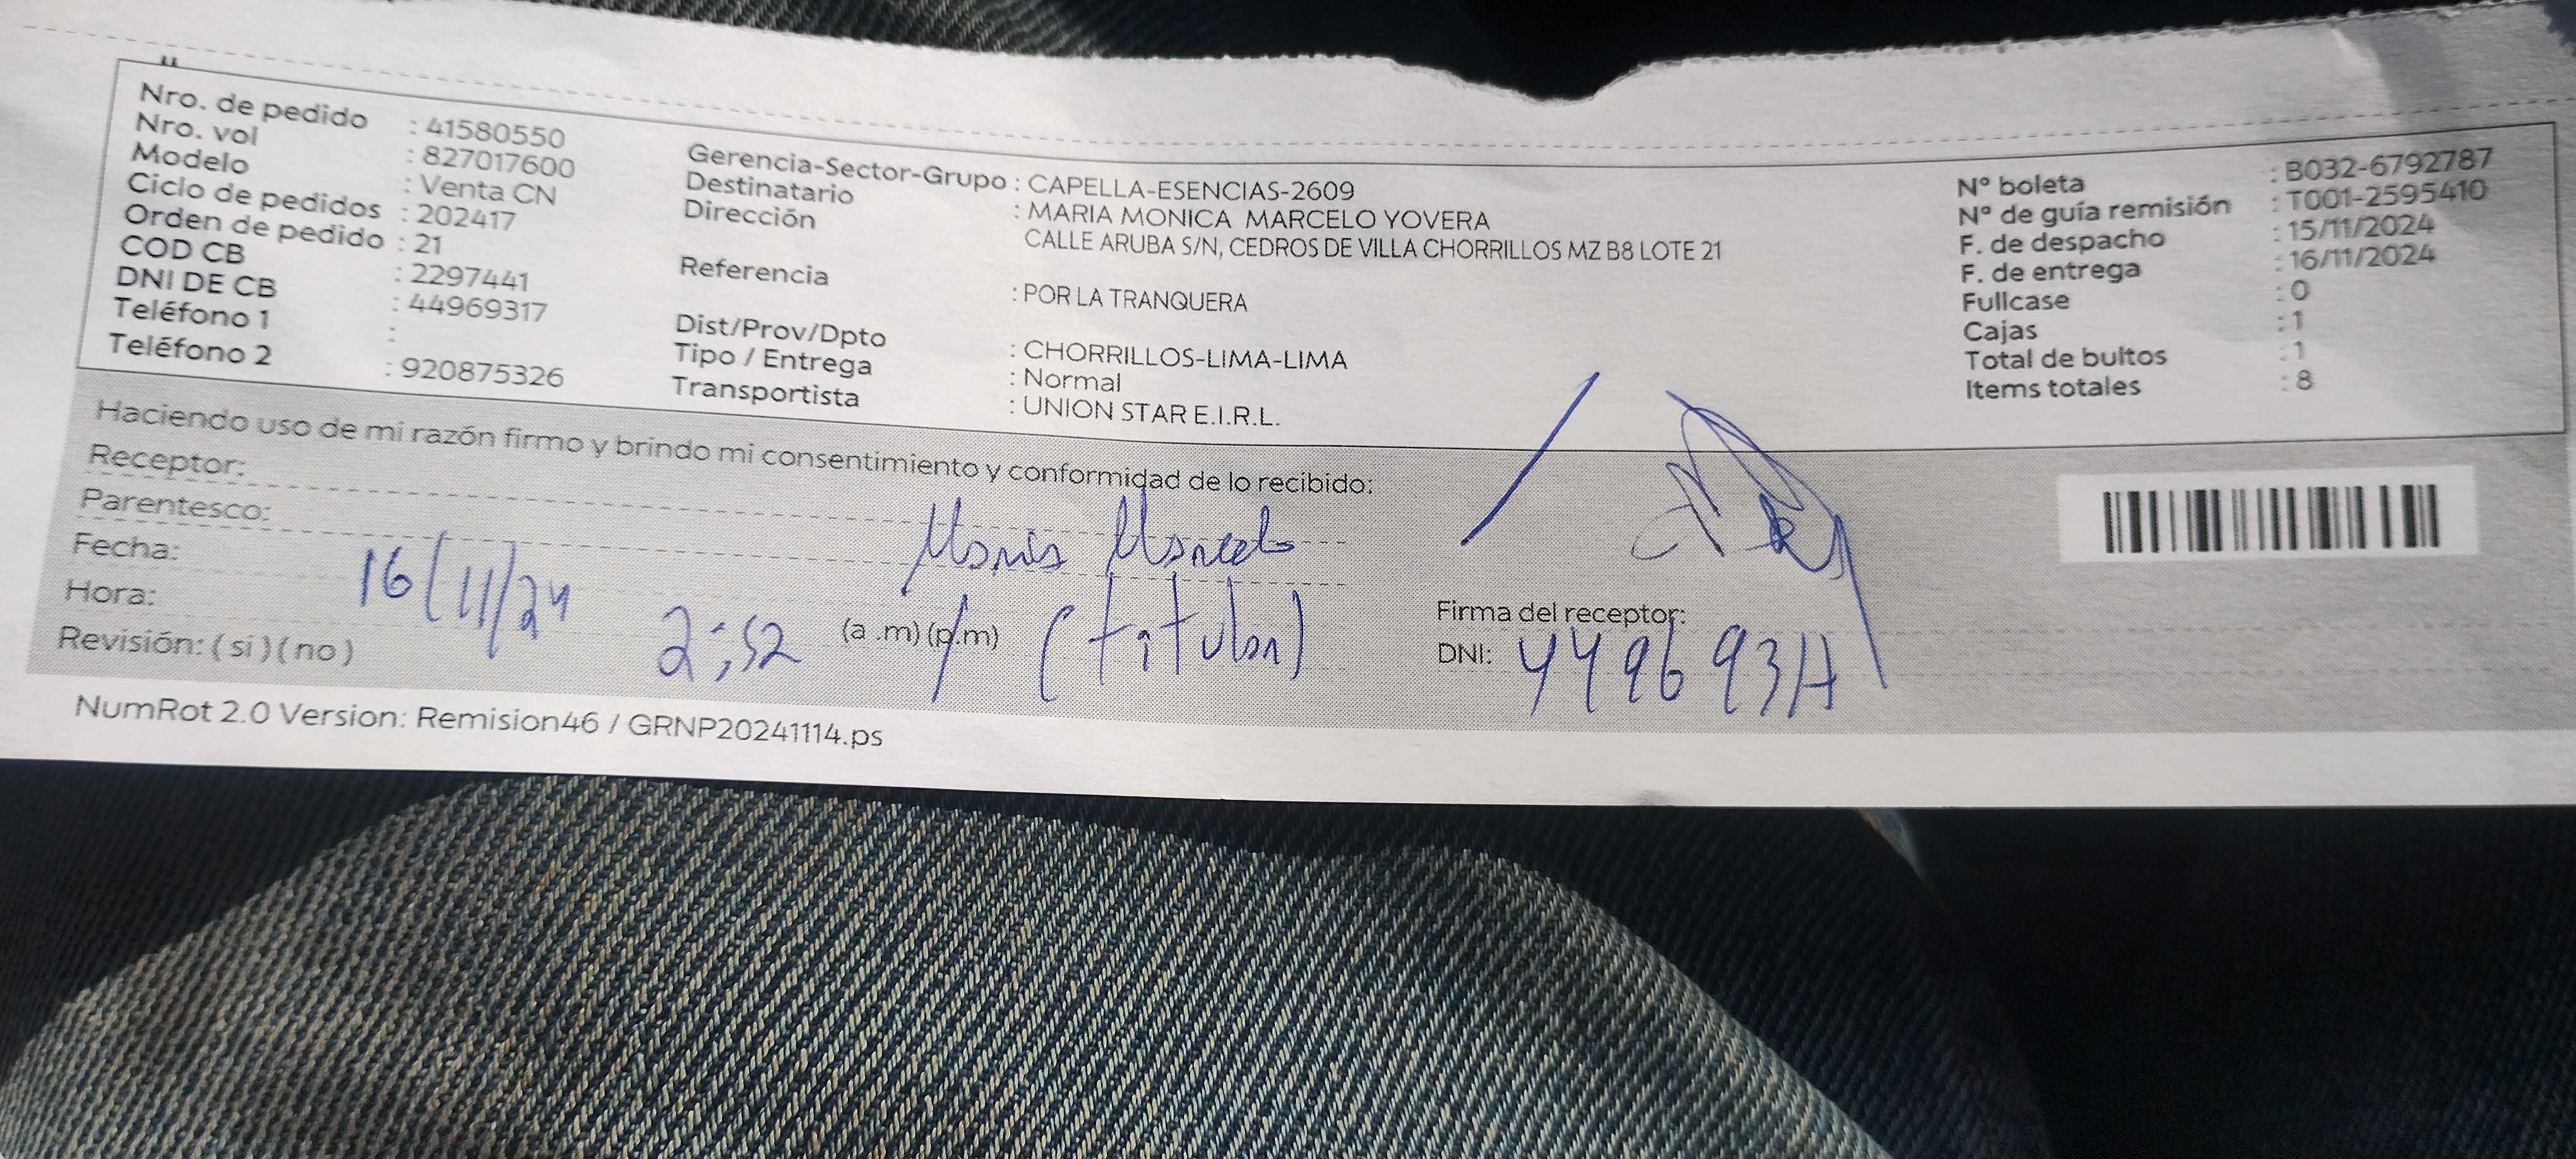 Nro. de pedido : 41580550
Nro. vol : 827017600
Modelo : Venta CN
Ciclo de pedidos : 202417
Orden de pedido : 21
COD CB : 2297441
DNI DE CB : 44969317
Teléfono 1 :
Teléfono 2 : 920875326
Gerencia-Sector-Grupo : CAPELLA-ESENCIAS-2609
Destinatario : MARIA MONICA MARCELO YOVERA
Dirección CALLE ARUBA S/N, CEDROS DE VILLA CHORRILLOS MZ B8 LOTE 21
Referencia : POR LA TRANQUERA
Dist/Prov/Dpto : CHORRILLOS-LIMA-LIMA
Tipo / Entrega : Normal
Transportista : UNION STAR E.I.R.L.
Nº boleta : B032-6792787
Nº de guía remisión : T001-2595410
F. de despacho : 15/11/2024
F. de entrega : 16/11/2024
Fullcase : 0
Cajas : 1
Total de bultos : 1
Items totales : 8
Haciendo uso de mi razón firmo y brindo mi consentimiento y conformidad de lo recibido:
Receptor: Marcelo
Parentesco: (titular)
Fecha: 16/11/24
Hora: 2:52 (a .m) (p.m)
Revisión: ( si ) ( no )
Firma del receptor:
DNI: 44969317
NumRot 2.0 Version: Remision46 / GRNP20241114.ps